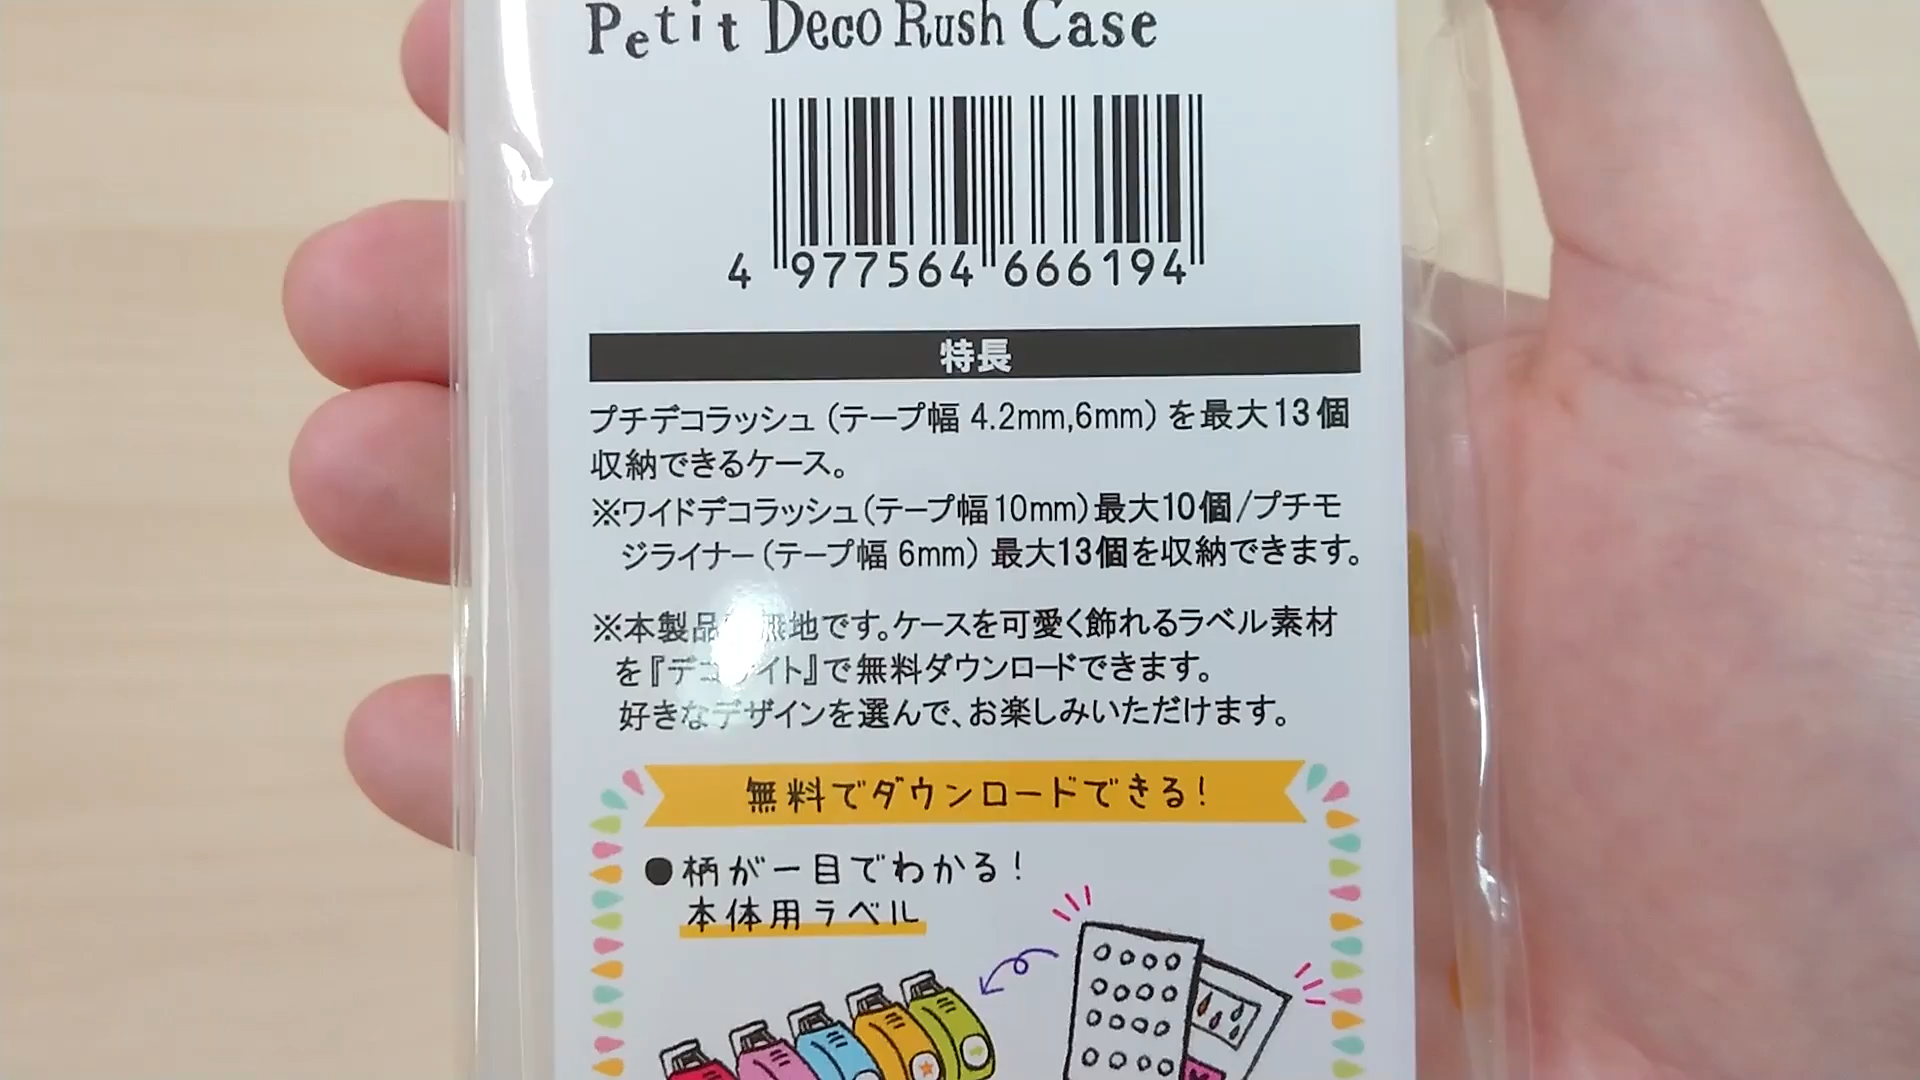 Petit Deco Rush Case
4 977564 666194
特長
プチデコラッシュ（テープ幅 4.2mm,6mm）を最大13個
収納できるケース。
※ワイドデコラッシュ（テープ幅10mm）最大10個/プチモ
ジライナー（テープ幅 6mm）最大13個を収納できます。
※本製品 無地です。ケースを可愛く飾れるラベル素材
を『デコ イト』で無料ダウンロードできます。
好きなデザインを選んで、お楽しみいただけます。
無料でダウンロードできる！
●柄が一目でわかる！
本体用ラベル